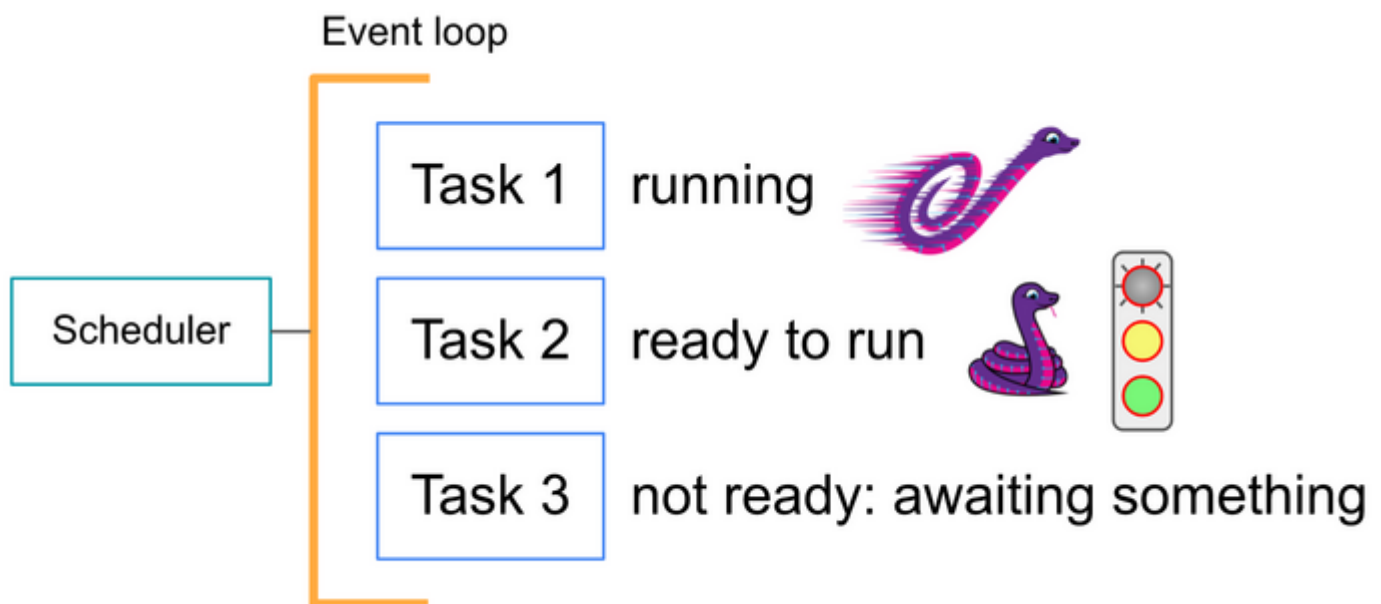 Event loop
Task 1 running
Scheduler
Task 2 ready to run
Task 3 not ready: awaiting something